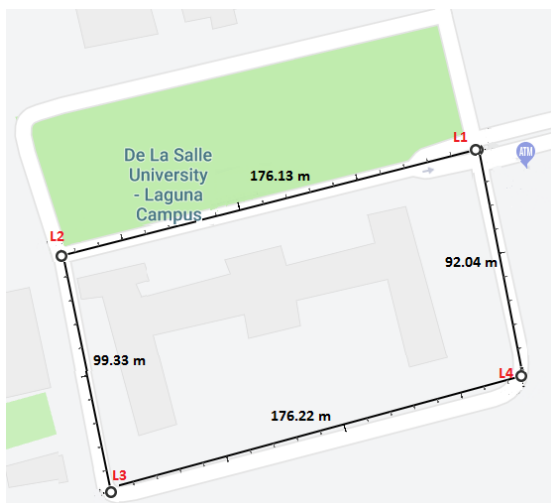 L1
ATM
De La Salle
University
- Laguna
Campus
176.13 m
L2
92.04 m
99.33 m
L4
176.22 m
L3